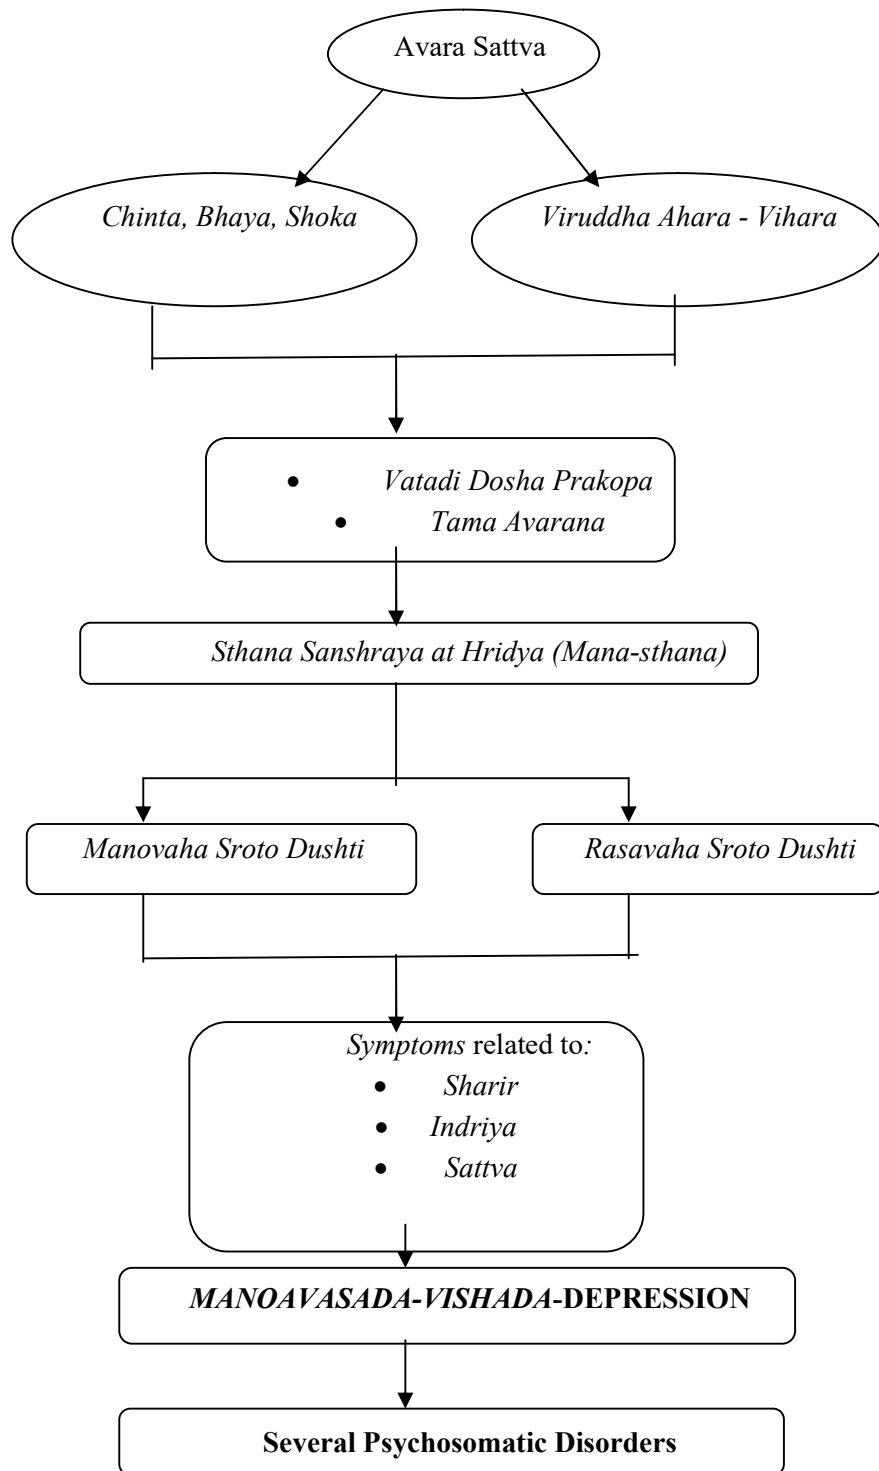 Avara Sattva
Chinta, Bhaya, Shoka
Viruddha Ahara - Vihara
• Vatadi Dosha Prakopa
• Tama Avarana
Sthana Sanshraya at Hridya (Mana-sthana)
Manovaha Sroto Dushti
Rasavaha Sroto Dushti
Symptoms related to:
• Sharir
• Indriya
• Sattva
MANOAVASADA-VISHADA-DEPRESSION
Several Psychosomatic Disorders